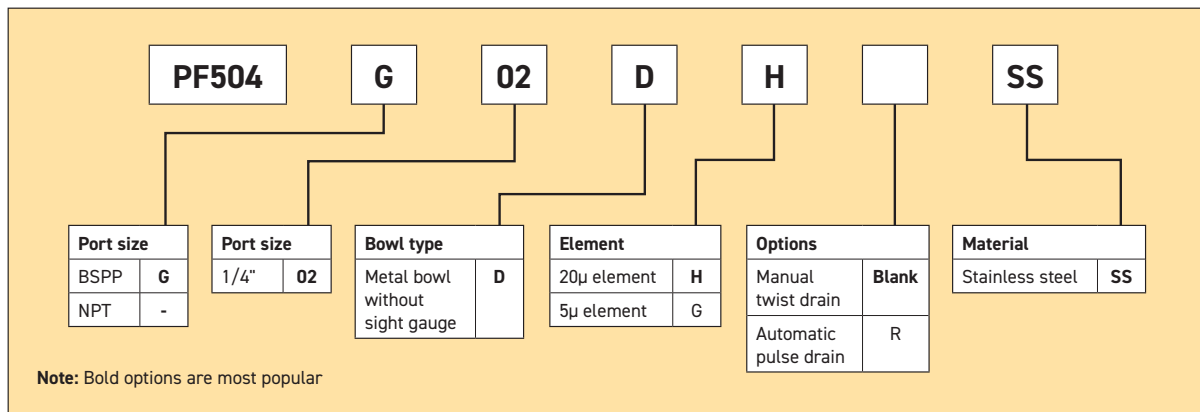 PF504 G 02 D H SS
Port size
BSPP G
NPT -
Port size
1/4" 02
Bowl type
Metal bowl D
without
sight gauge
Element
20µ element H
5µ element G
Options
Manual Blank
twist drain
Automatic R
pulse drain
Material
Stainless steel SS
Note: Bold options are most popular